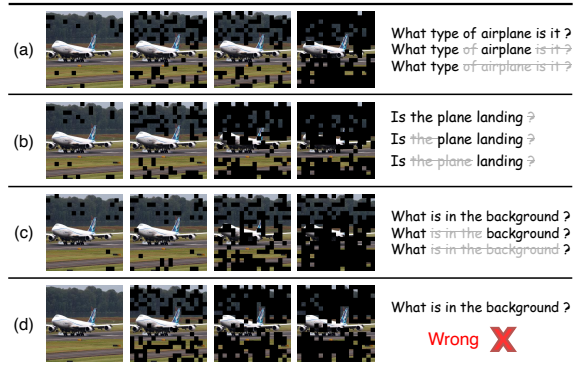 (a)
What type of airplane is it ?
What type of airplane is it ?
What type of airplane is it ?
(b)
Is the plane landing ?
Is the plane landing ?
Is the plane landing ?
(c)
What is in the background ?
What is in the background ?
What is in the background ?
(d)
What is in the background ?
Wrong X